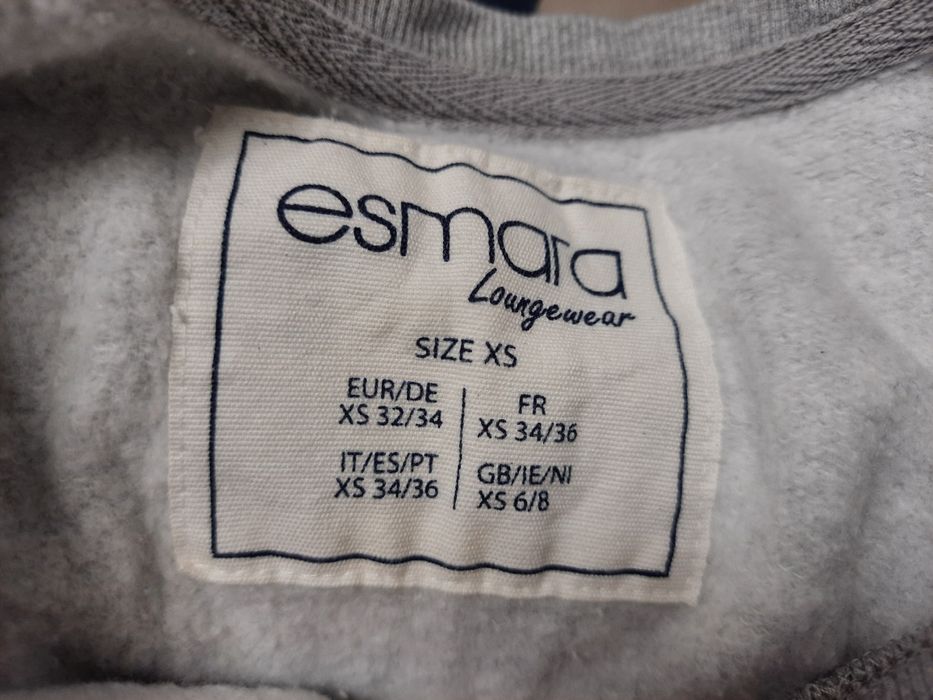 esmara
Loungewear
SIZE XS
EUR/DE
XS 32/34
FR
XS 34/36
IT/ES/PT
XS 34/36
GB/IE/NI
XS 6/8